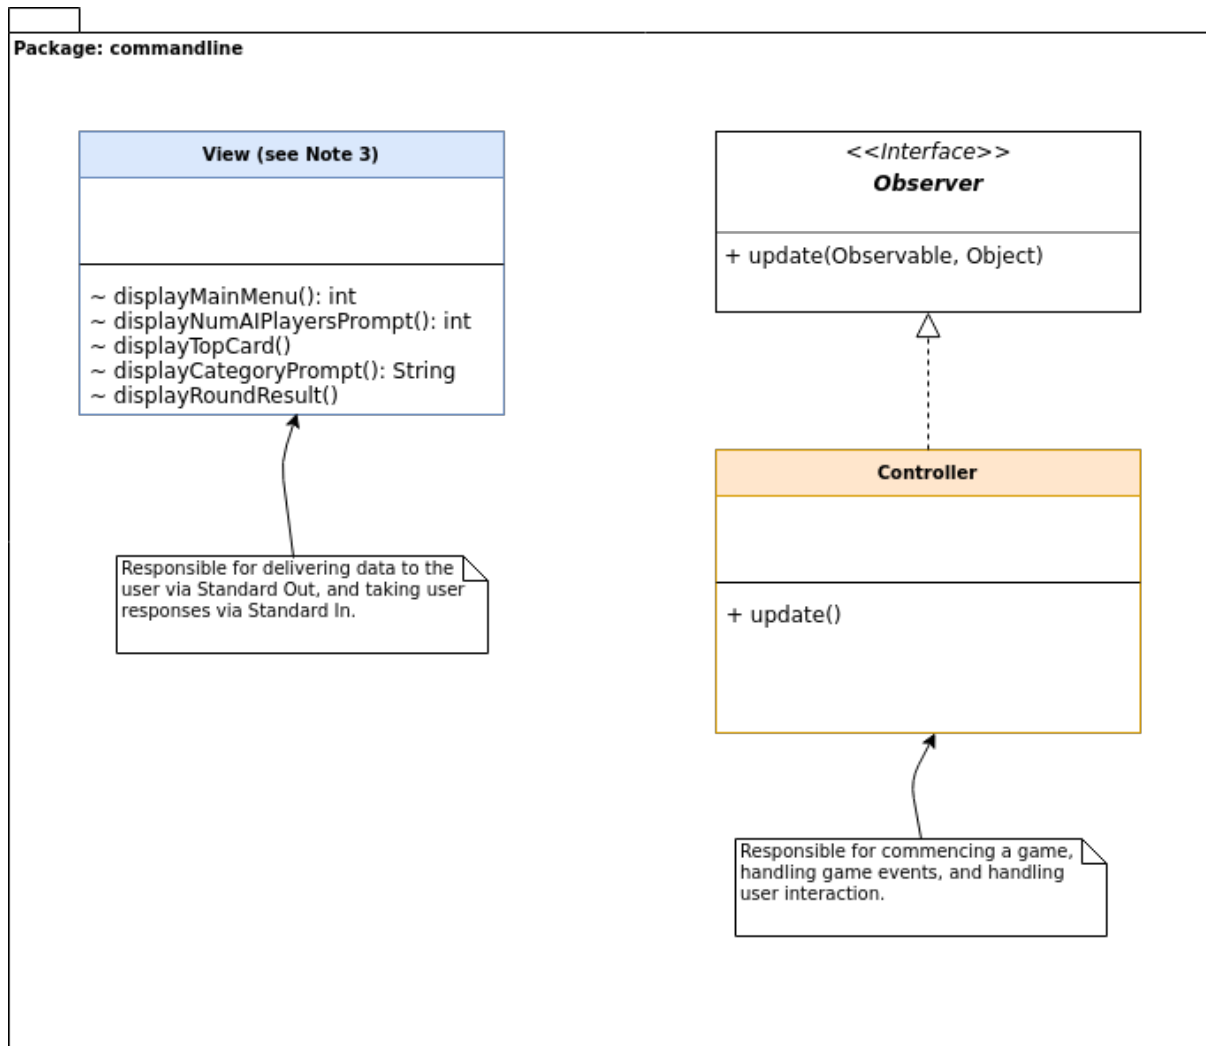 Package: commandline
View (see Note 3)
~ displayMainMenu(): int
~ displayNumAIPlayersPrompt(): int
~ displayTopCard()
~ displayCategoryPrompt(): String
~ displayRoundResult()
Responsible for delivering data to the
user via Standard Out, and taking user
responses via Standard In.
<<Interface>>
Observer
+ update(Observable, Object)
Controller
+ update()
Responsible for commencing a game,
handling game events, and handling
user interaction.